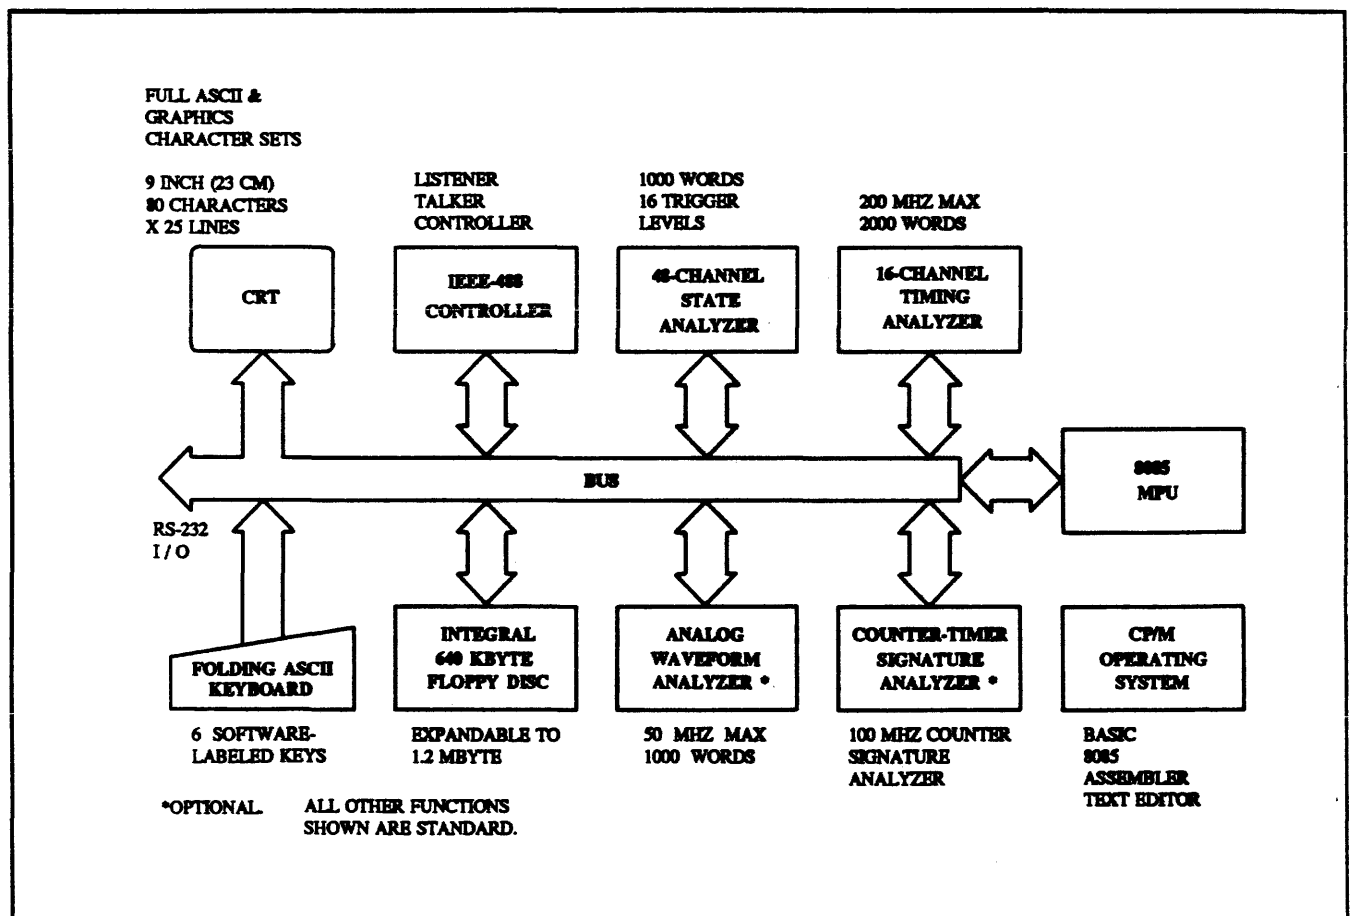 FULL ASCII &
GRAPHICS
CHARACTER SETS
9 INCH (23 CM)
80 CHARACTERS
X 25 LINES
LISTENER
TALKER
CONTROLLER
1000 WORDS
16 TRIGGER
LEVELS
200 MHZ MAX
2000 WORDS
CRT
IEEE-488
CONTROLLER
48-CHANNEL
STATE
ANALYZER
16-CHANNEL
TIMING
ANALYZER
BUS
8085
MPU
RS-232
I / O
FOLDING ASCII
KEYBOARD
INTEGRAL
640 KBYTE
FLOPPY DISC
ANALOG
WAVEFORM
ANALYZER *
COUNTER-TIMER
SIGNATURE
ANALYZER *
CP/M
OPERATING
SYSTEM
6 SOFTWARE-
LABELED KEYS
EXPANDABLE TO
1.2 MBYTE
50 MHZ MAX
1000 WORDS
100 MHZ COUNTER
SIGNATURE
ANALYZER
BASIC
8085
ASSEMBLER
TEXT EDITOR
*OPTIONAL. ALL OTHER FUNCTIONS
SHOWN ARE STANDARD.